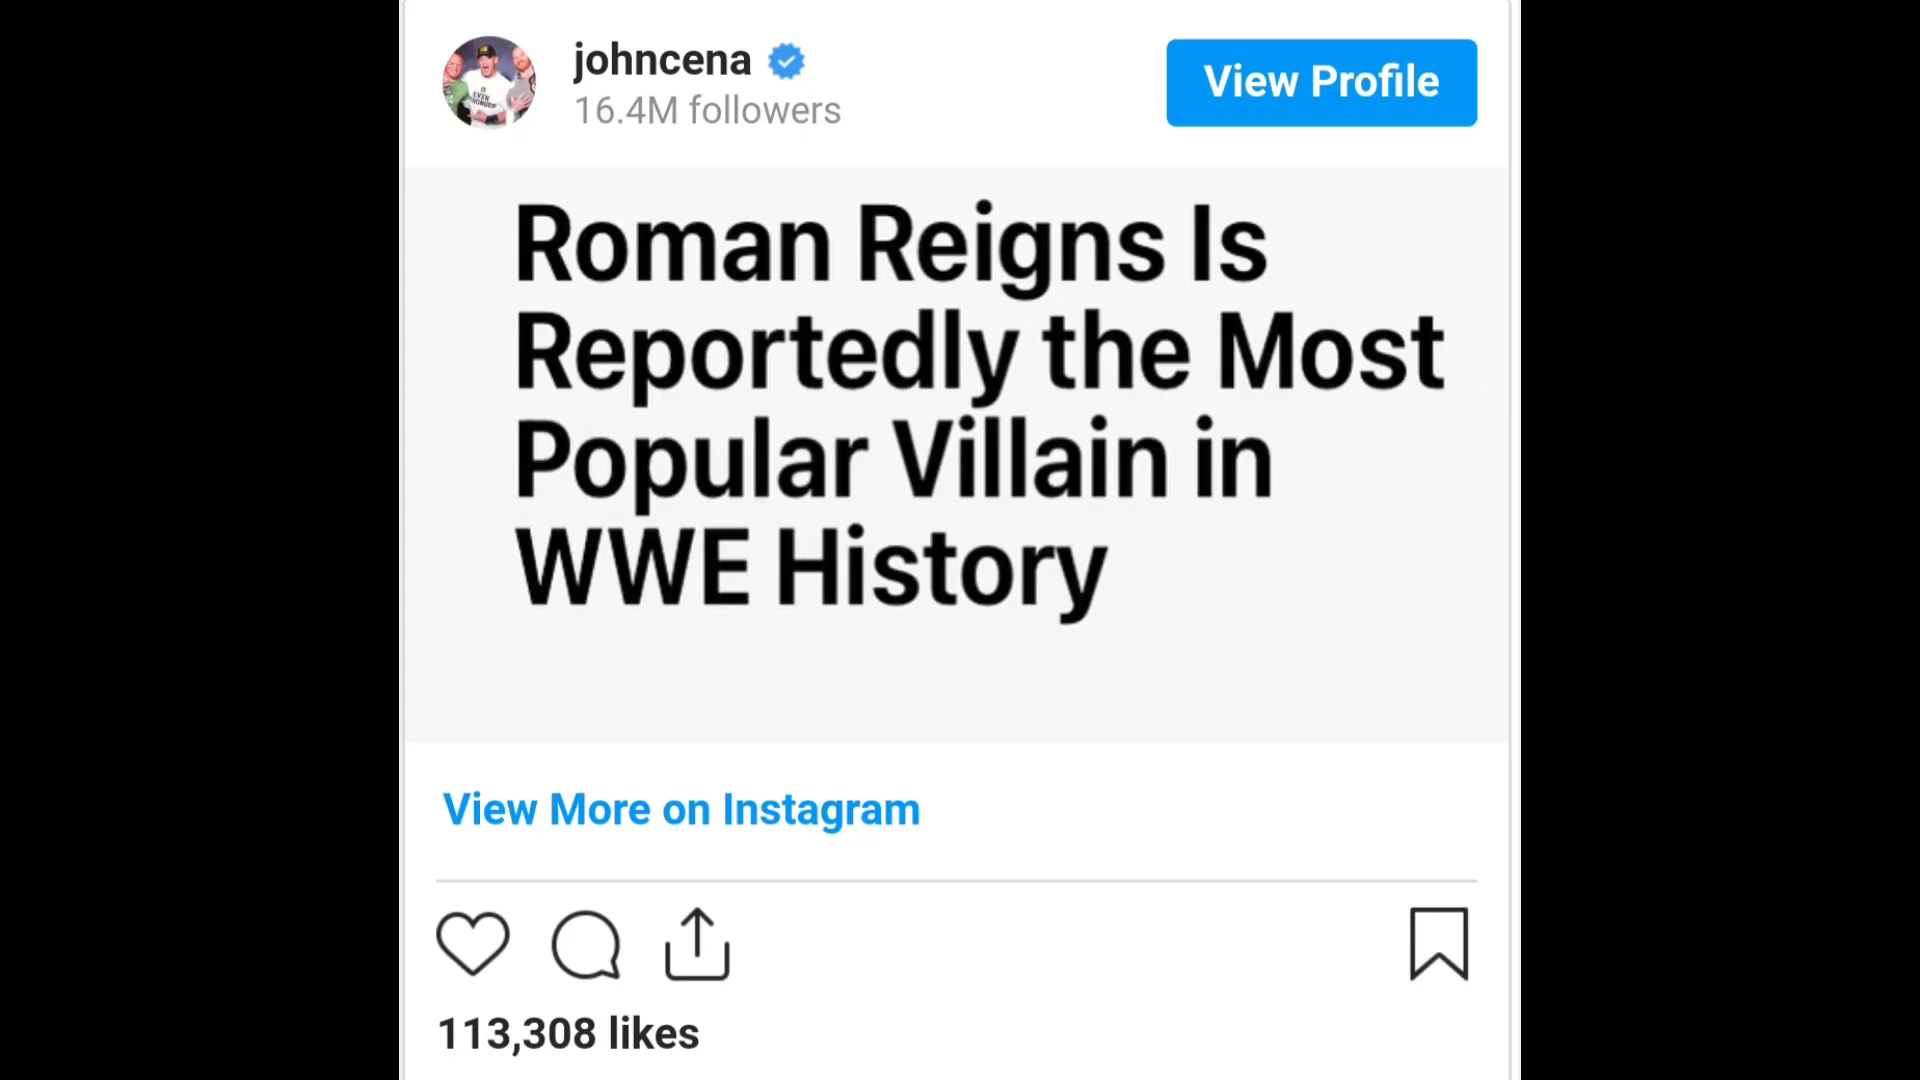 johncena
16.4M followers
View Profile
Roman Reigns Is
Reportedly the Most
Popular Villain in
WWE History
View More on Instagram
113,308 likes